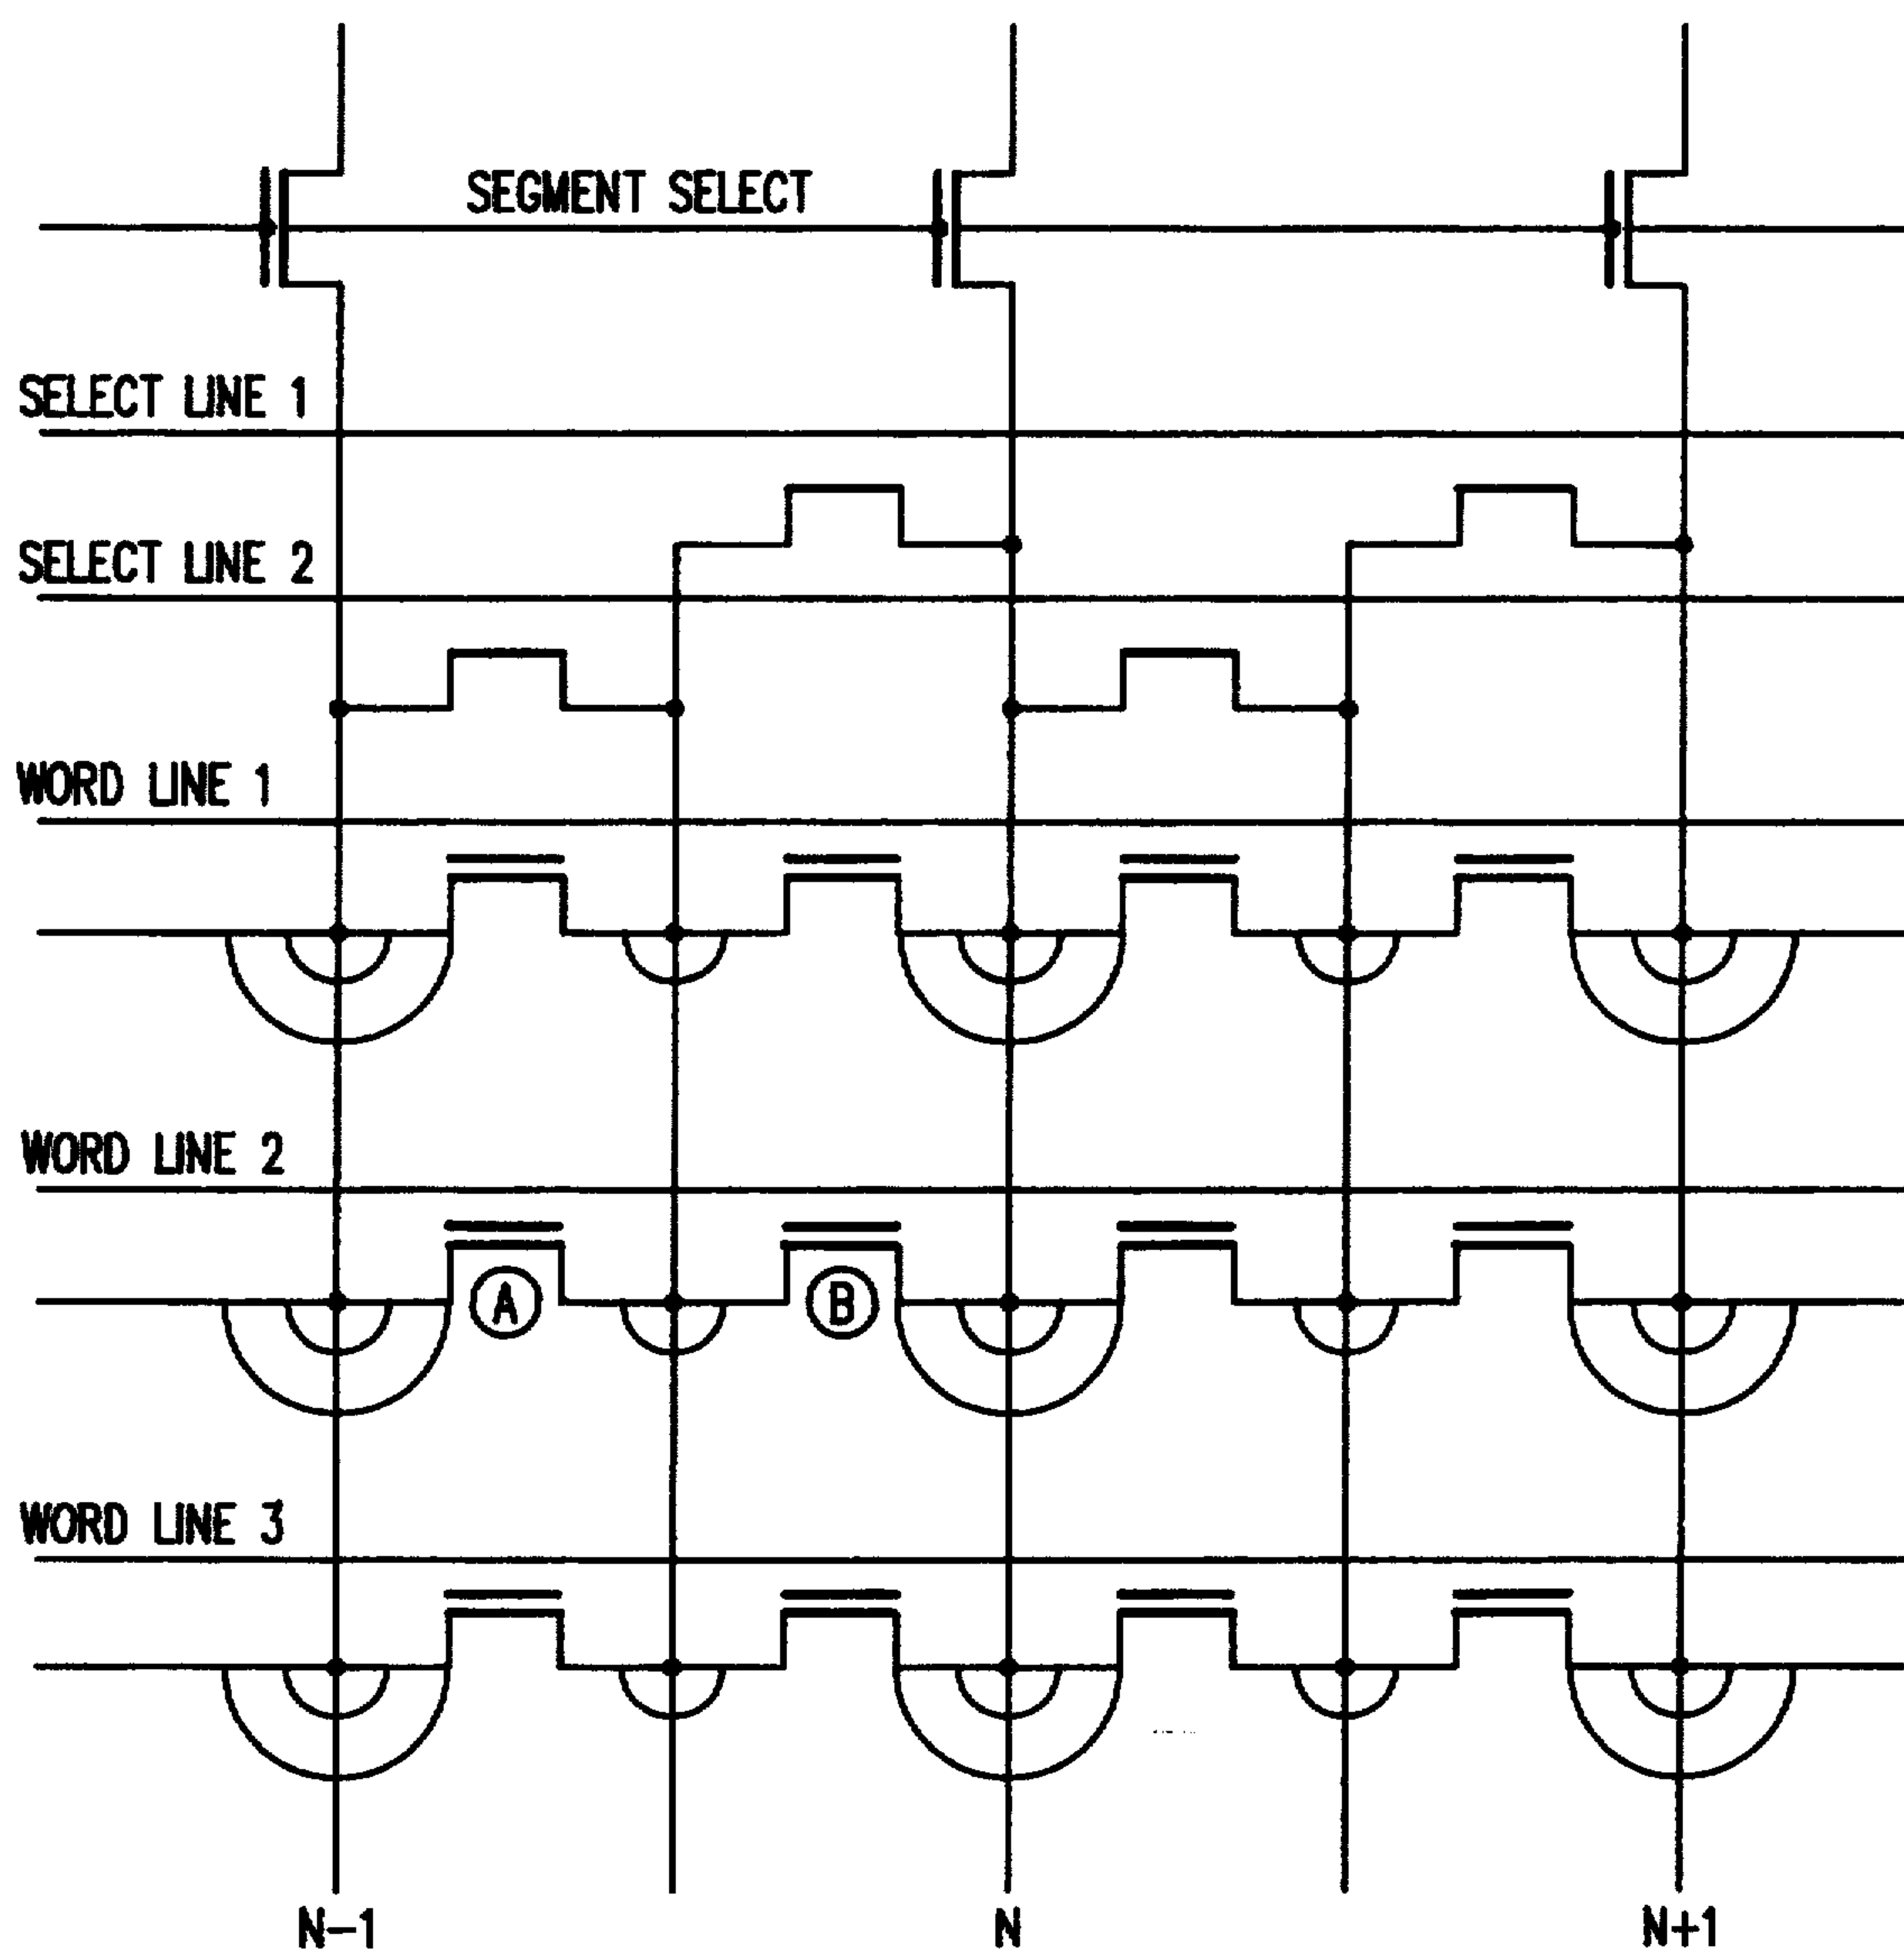 SEGMENT SELECT
SELECT LINE 1
SELECT LINE 2
WORD LINE 1
WORD LINE 2
A B
WORD LINE 3
N-1 N N+1